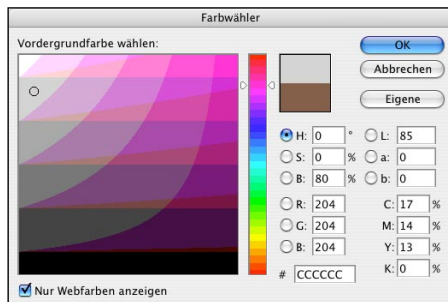 Farbwähler
Vordergrundfarbe wählen:
OK
Abbrechen
Eigene
H: 0 °
L: 85
S: 0 %
a: 0
B: 80 %
b: 0
R: 204
C: 17 %
G: 204
M: 14 %
B: 204
Y: 13 %
# CCCCCC
K: 0 %
Nur Webfarben anzeigen